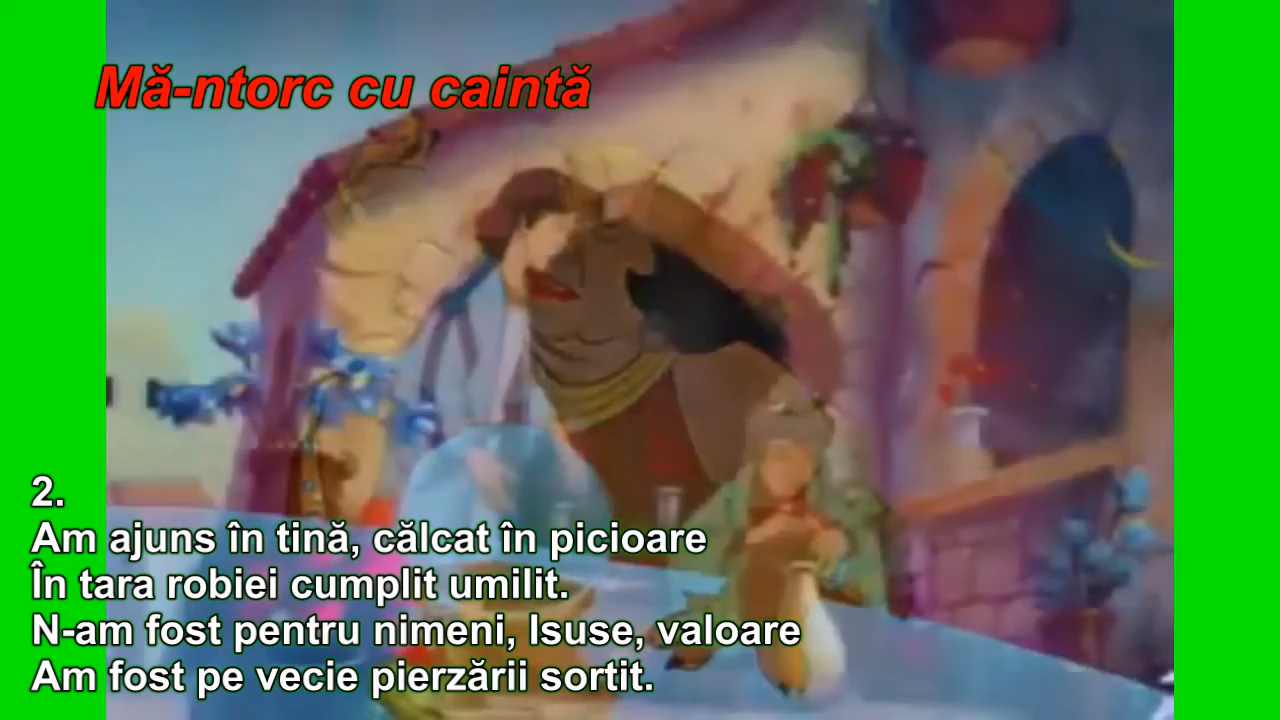 Mă-ntorc cu caintă
2.
Am ajuns în tină, călcat în picioare
În tara robiei cumplit umilit.
N-am fost pentru nimeni, Isuse, valoare
Am fost pe vecie pierzării sortit.